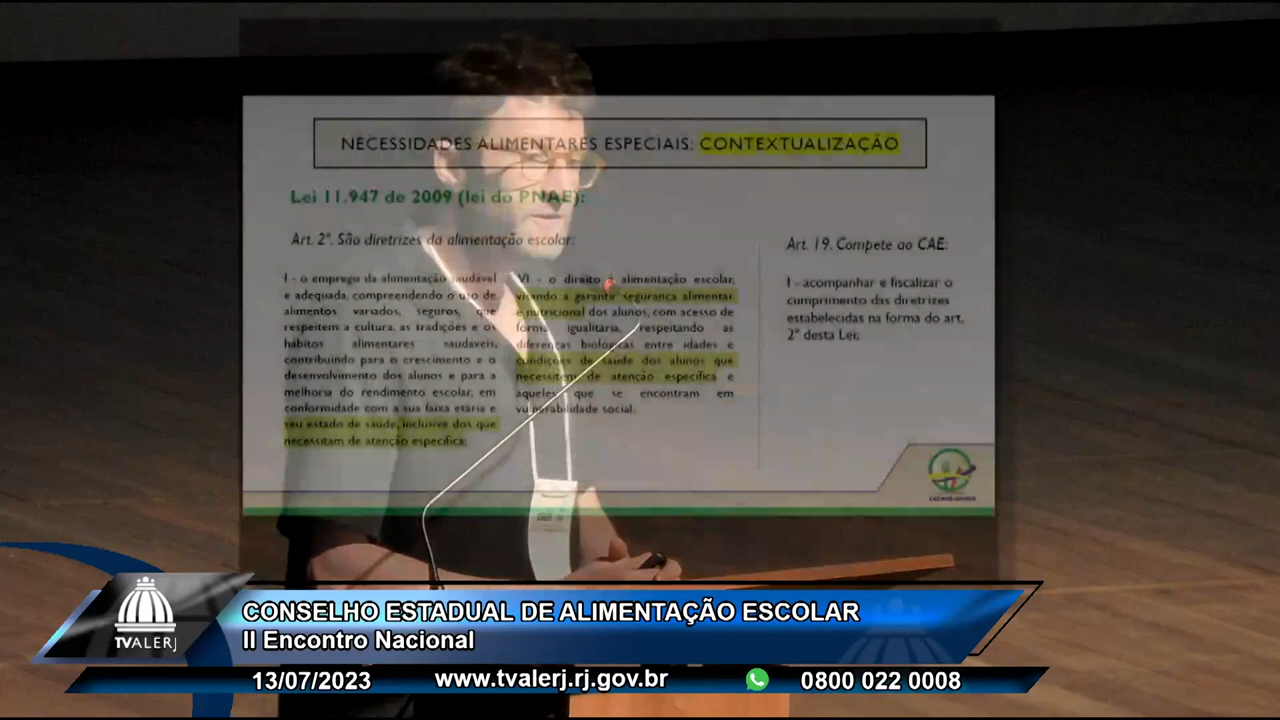 NECESSIDADES ALIMENTARES ESPECIAIS: CONTEXTUALIZAÇÃO
Lei 11.947 de 2009 (lei do PNAE):
Art. 2º. São diretrizes da alimentação escolar:
I - o emprego da alimentação saudável
e adequada, compreendendo o uso de
alimentos variados, seguros, que
respeitem a cultura, as tradições e os
hábitos alimentares saudáveis,
contribuindo para o crescimento e o
desenvolvimento dos alunos e para a
melhoria do rendimento escolar, em
conformidade com a sua faixa etária e
seu estado de saúde, inclusive dos que
necessitam de atenção específica;
VI - o direito à alimentação escolar,
visando a garantir segurança alimentar
e nutricional dos alunos, com acesso de
forma igualitária, respeitando as
diferenças biológicas entre idades e
condições de saúde dos alunos que
necessitem de atenção específica e
aqueles que se encontram em
vulnerabilidade social.
Art. 19. Compete ao CAE:
I - acompanhar e fiscalizar o
cumprimento das diretrizes
estabelecidas na forma do art.
2º desta Lei;
TVALERJ
CONSELHO ESTADUAL DE ALIMENTAÇÃO ESCOLAR
II Encontro Nacional
13/07/2023
www.tvalerj.rj.gov.br
0800 022 0008